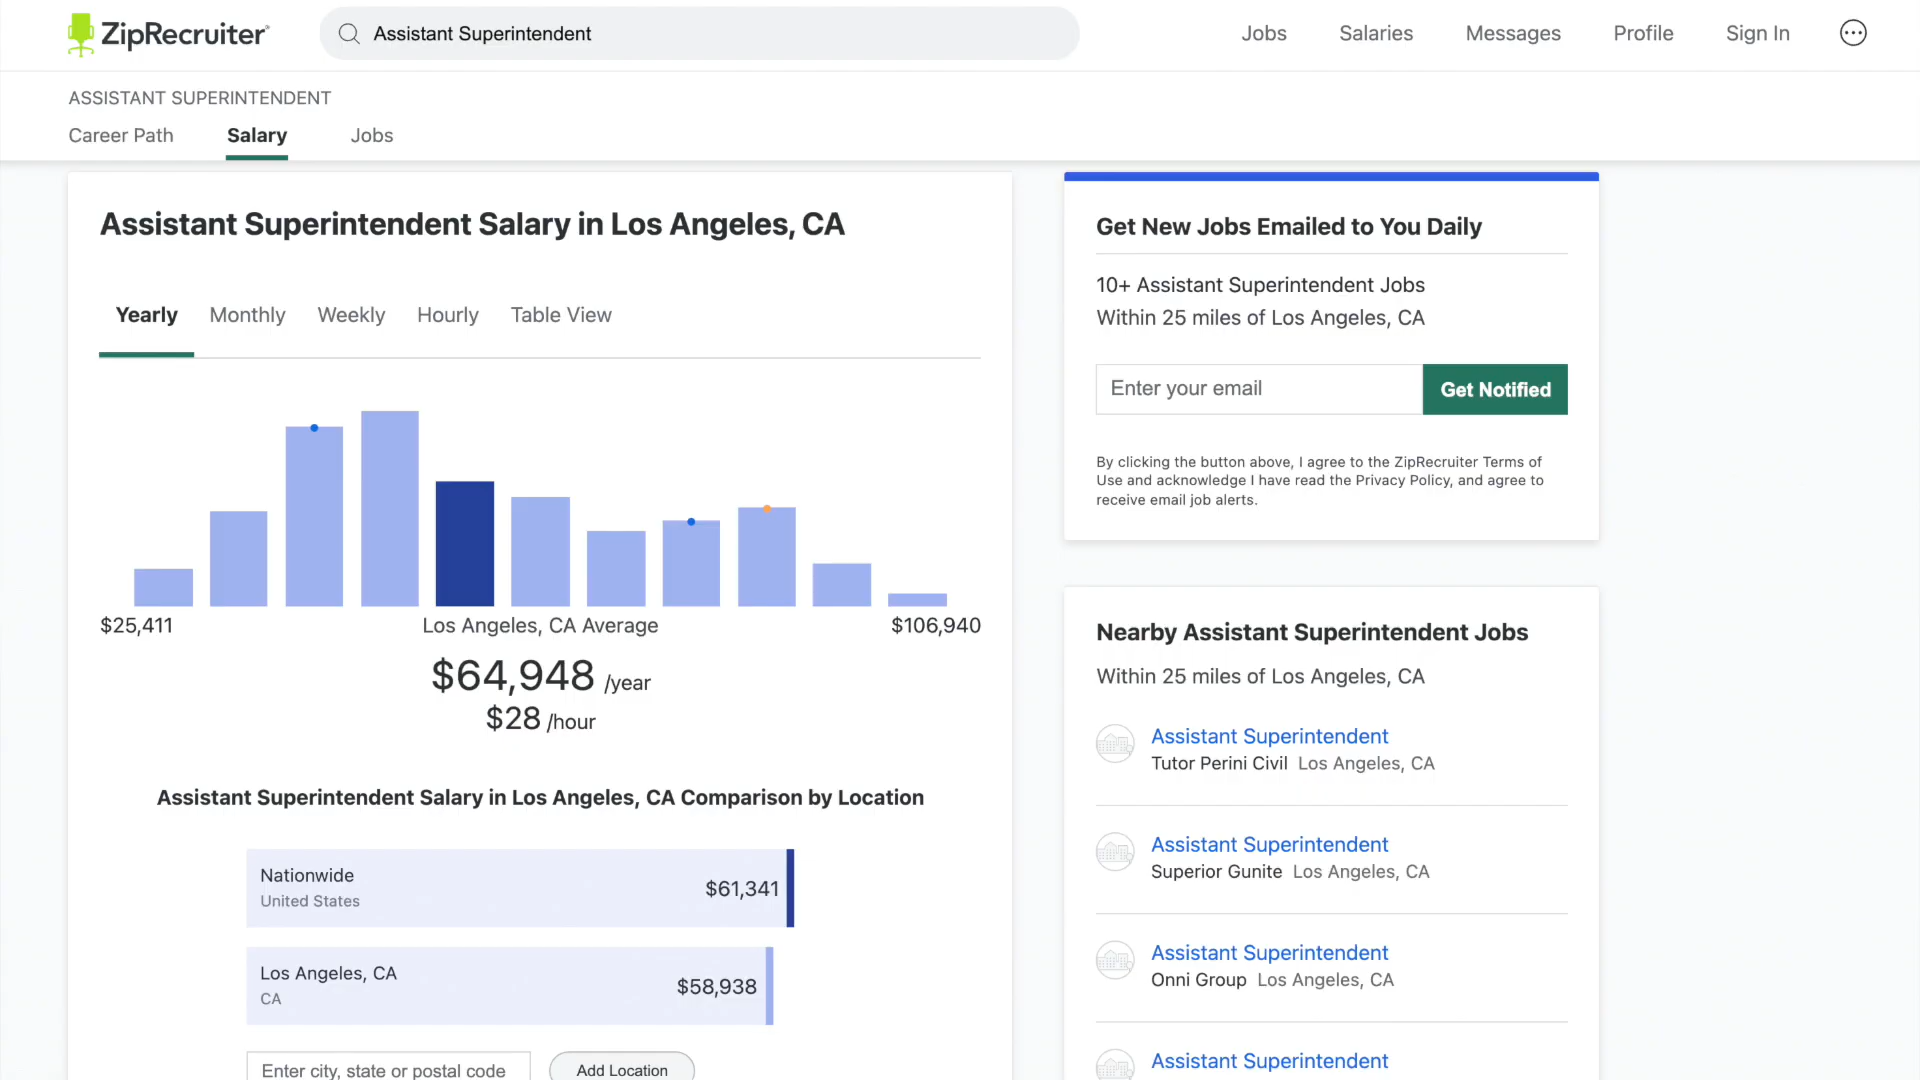 ZipRecruiter
Assistant Superintendent
Jobs
Salaries
Messages
Profile
Sign In
ASSISTANT SUPERINTENDENT
Career Path
Salary
Jobs
Assistant Superintendent Salary in Los Angeles, CA
Yearly
Monthly
Weekly
Hourly
Table View
$25,411
Los Angeles, CA Average
$106,940
$64,948 /year
$28 /hour
Assistant Superintendent Salary in Los Angeles, CA Comparison by Location
Nationwide
United States
$61,341
Los Angeles, CA
CA
$58,938
Enter city, state or postal code
Add Location
Get New Jobs Emailed to You Daily
10+ Assistant Superintendent Jobs
Within 25 miles of Los Angeles, CA
Enter your email
Get Notified
By clicking the button above, I agree to the ZipRecruiter Terms of
Use and acknowledge I have read the Privacy Policy, and agree to
receive email job alerts.
Nearby Assistant Superintendent Jobs
Within 25 miles of Los Angeles, CA
Assistant Superintendent
Tutor Perini Civil Los Angeles, CA
Assistant Superintendent
Superior Gunite Los Angeles, CA
Assistant Superintendent
Onni Group Los Angeles, CA
Assistant Superintendent